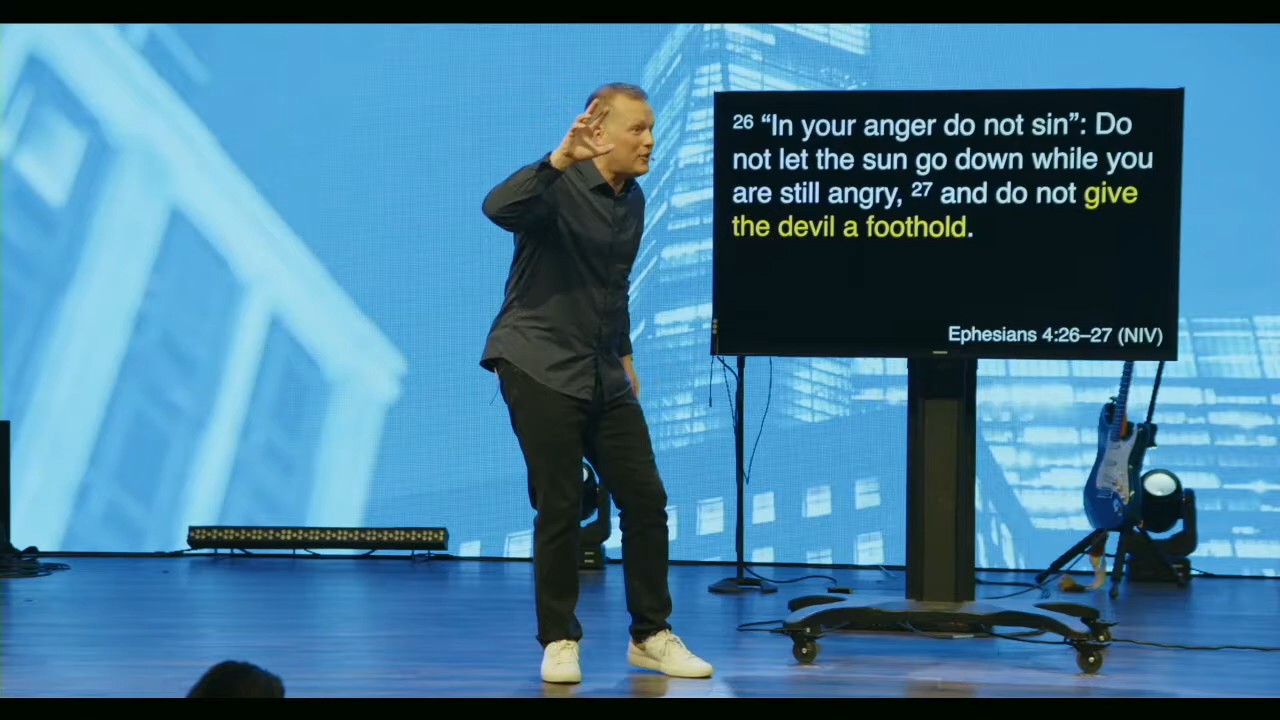 26 “In your anger do not sin”: Do
not let the sun go down while you
are still angry, 27 and do not give
the devil a foothold.
Ephesians 4:26–27 (NIV)